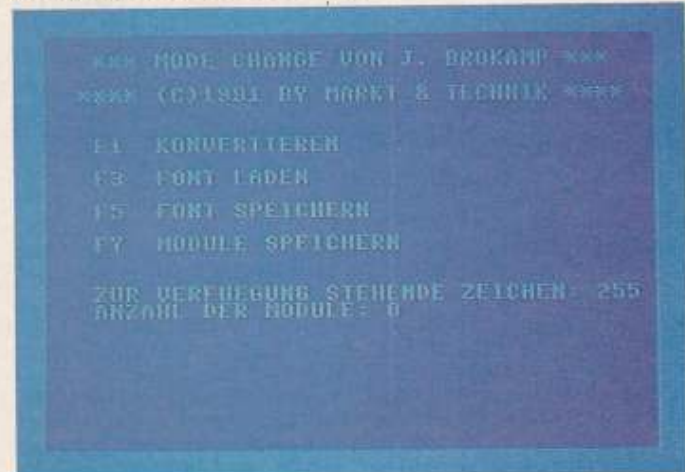 *** MODE CHANGE VON J. BROKAMP ***
**** (C)1991 BY MARKT & TECHNIK ****
F1 KONVERTIEREN
F3 FONT LADEN
F5 FONT SPEICHERN
F7 MODULE SPEICHERN
ZUR VERFUEGUNG STEHENDE ZEICHEN: 255
ANZAHL DER MODULE: 0